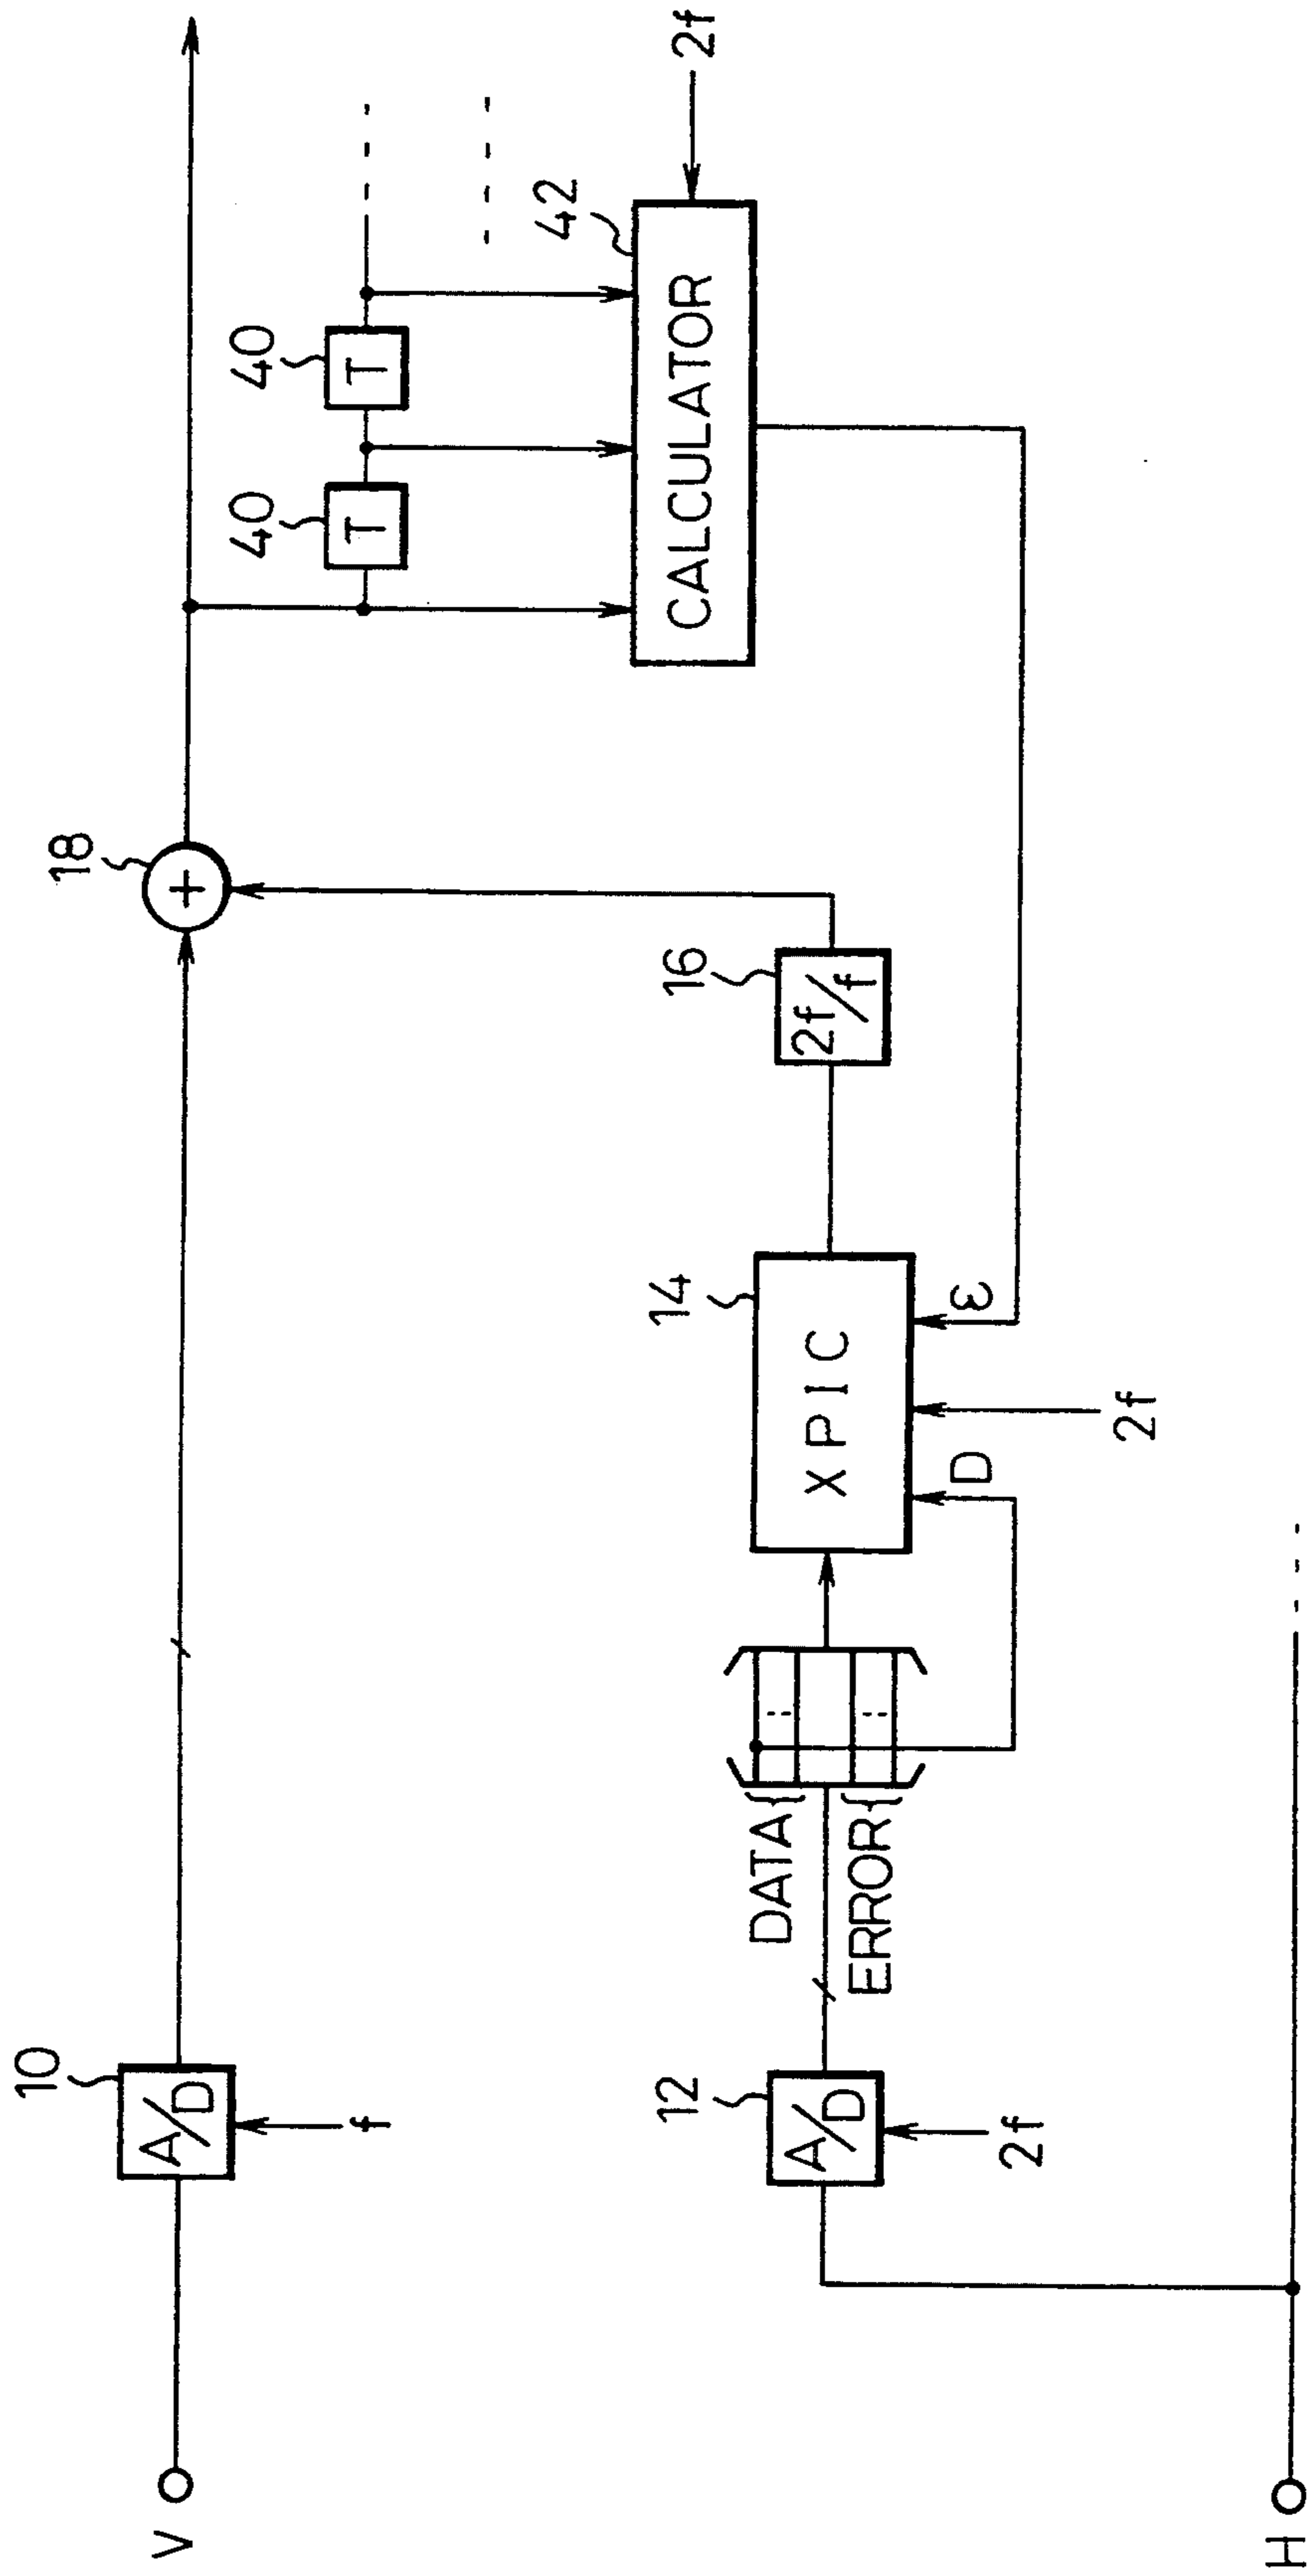 V
10
A/D
f
18
+
40
T
40
T
42
CALCULATOR
2f
DATA
ERROR
14
XPIC
D
2f
ε
16
2f/f
12
A/D
2f
H